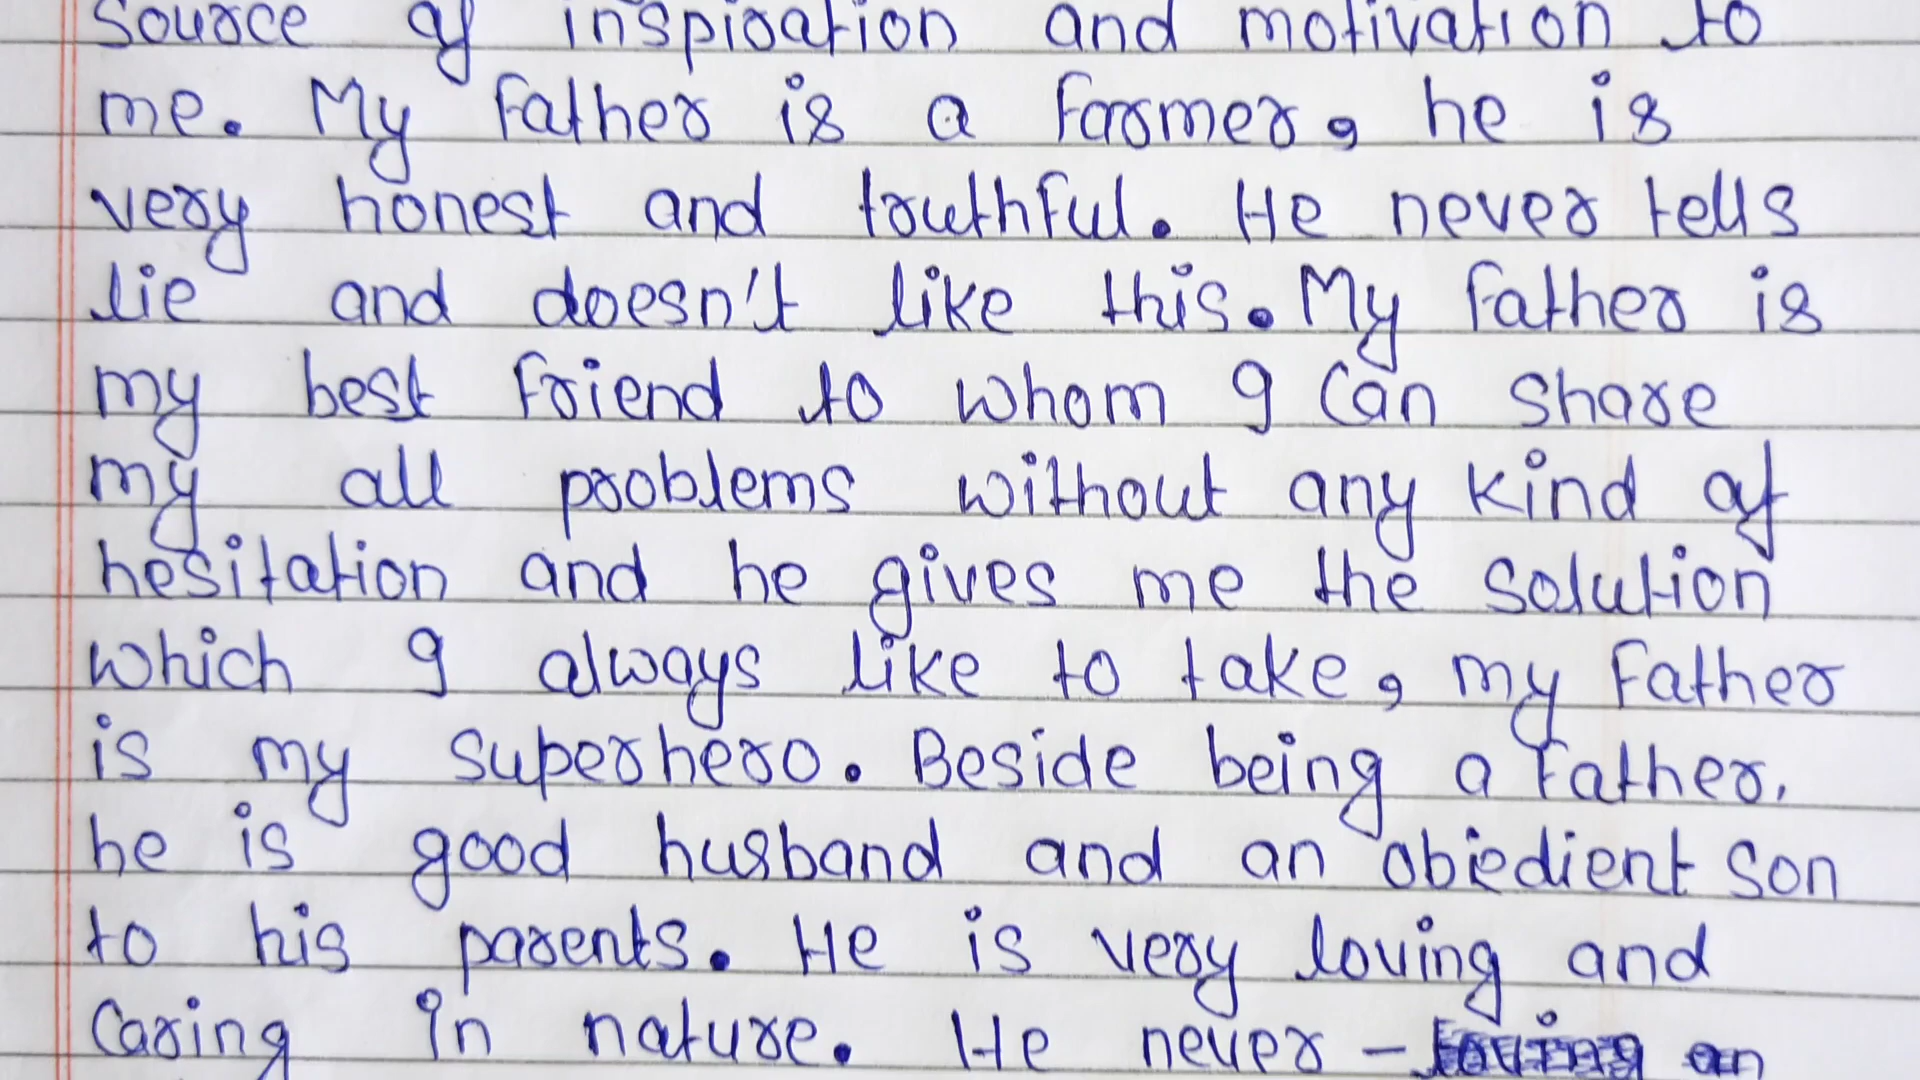 Source of inspiration and motivation to
me. My father is a farmer, he is
very honest and truthful. He never tells
lie and doesn't like this. My father is
my best friend to whom I can share
my all problems without any kind of
hesitation and he gives me the solution
which I always like to take, my father
is my superhero. Beside being a father,
he is good husband and an obiedient son
to his parents. He is very loving and
Caring in nature. He never -